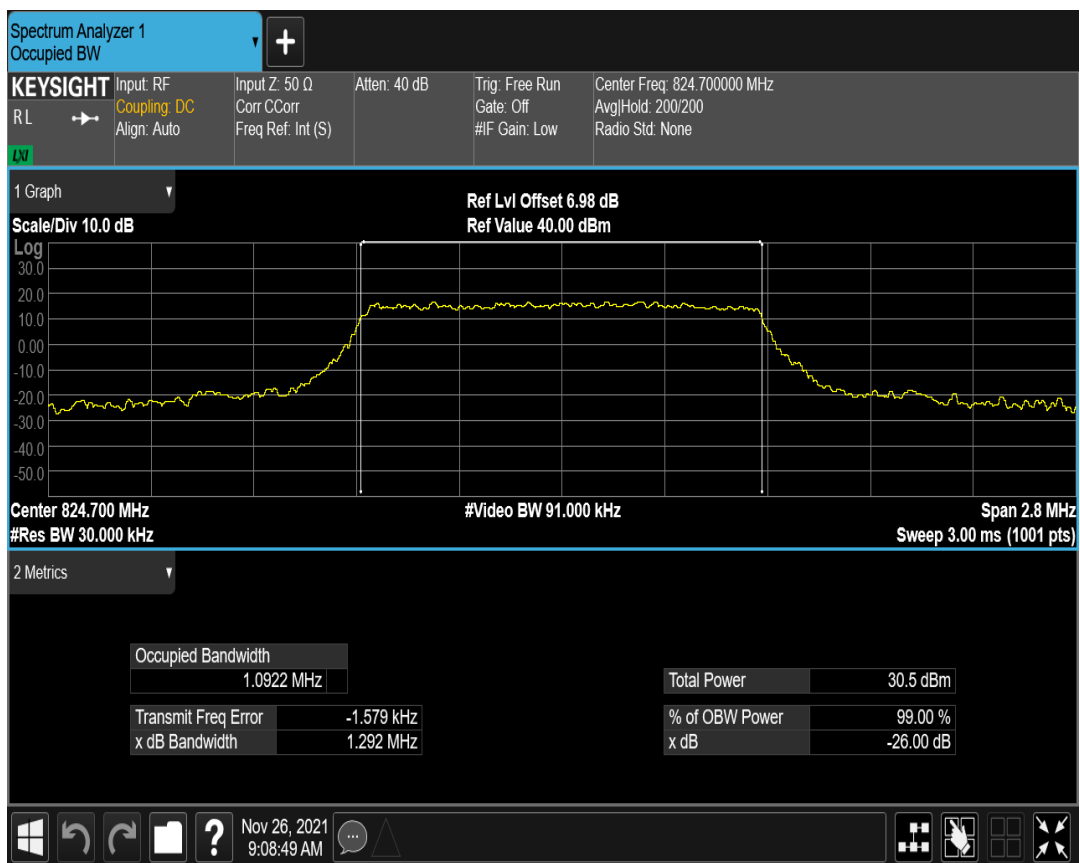 Spectrum Analyzer 1
Occupied BW
+
KEYSIGHT
RL
LXI
Input: RF
Coupling: DC
Align: Auto
Input Z: 50 Ω
Corr CCorr
Freq Ref: Int (S)
Atten: 40 dB
Trig: Free Run
Gate: Off
#IF Gain: Low
Center Freq: 824.700000 MHz
Avg|Hold: 200/200
Radio Std: None
1 Graph
Ref Lvl Offset 6.98 dB
Scale/Div 10.0 dB
Ref Value 40.00 dBm
Log
30.0
20.0
10.0
0.00
-10.0
-20.0
-30.0
-40.0
-50.0
Center 824.700 MHz
#Video BW 91.000 kHz
Span 2.8 MHz
#Res BW 30.000 kHz
Sweep 3.00 ms (1001 pts)
2 Metrics
Occupied Bandwidth
1.0922 MHz
Total Power 30.5 dBm
Transmit Freq Error -1.579 kHz
% of OBW Power 99.00 %
x dB Bandwidth 1.292 MHz
x dB -26.00 dB
?
Nov 26, 2021
9:08:49 AM
...